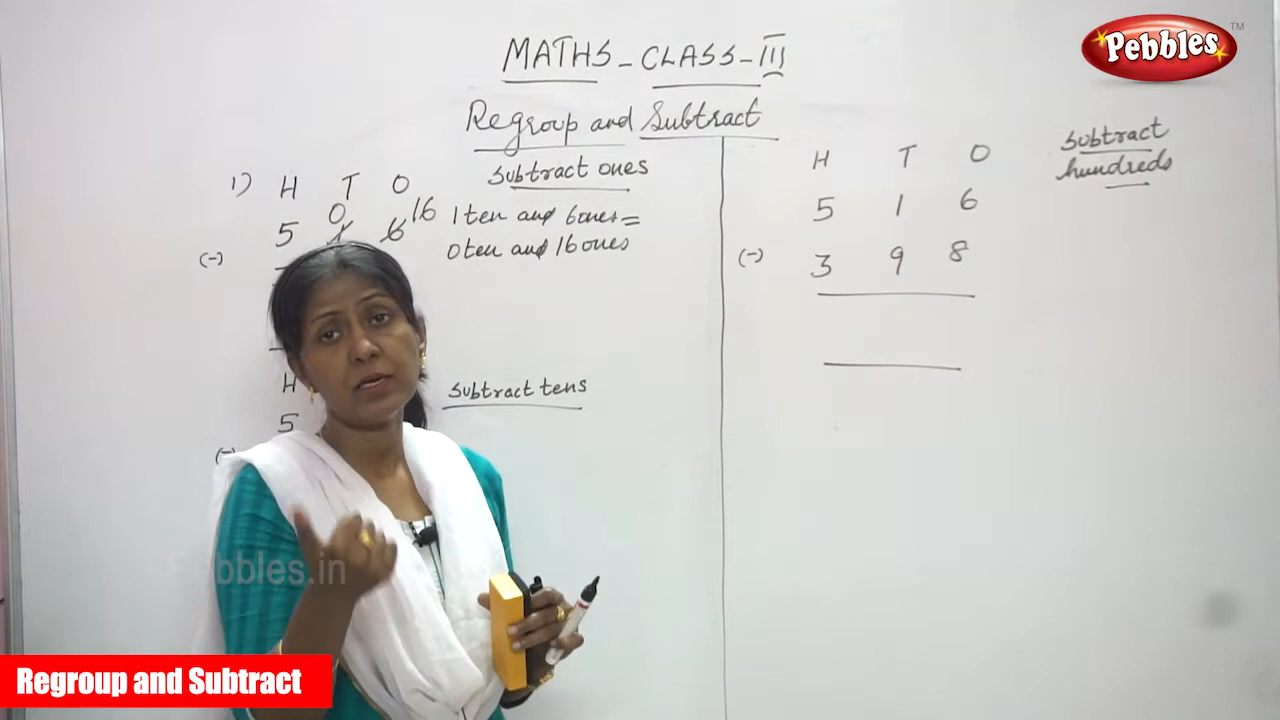 MATHS - CLASS - III
Regroup and Subtract
Subtract ones
1) H T O
0 16
5 1 6
(-)
1 ten and 6 ones =
0 ten and 16 ones
H
5
(-)
Subtract tens
Subtract
hundreds
H T O
5 1 6
(-) 3 9 8
Pebbles TM
bbles.in
Regroup and Subtract